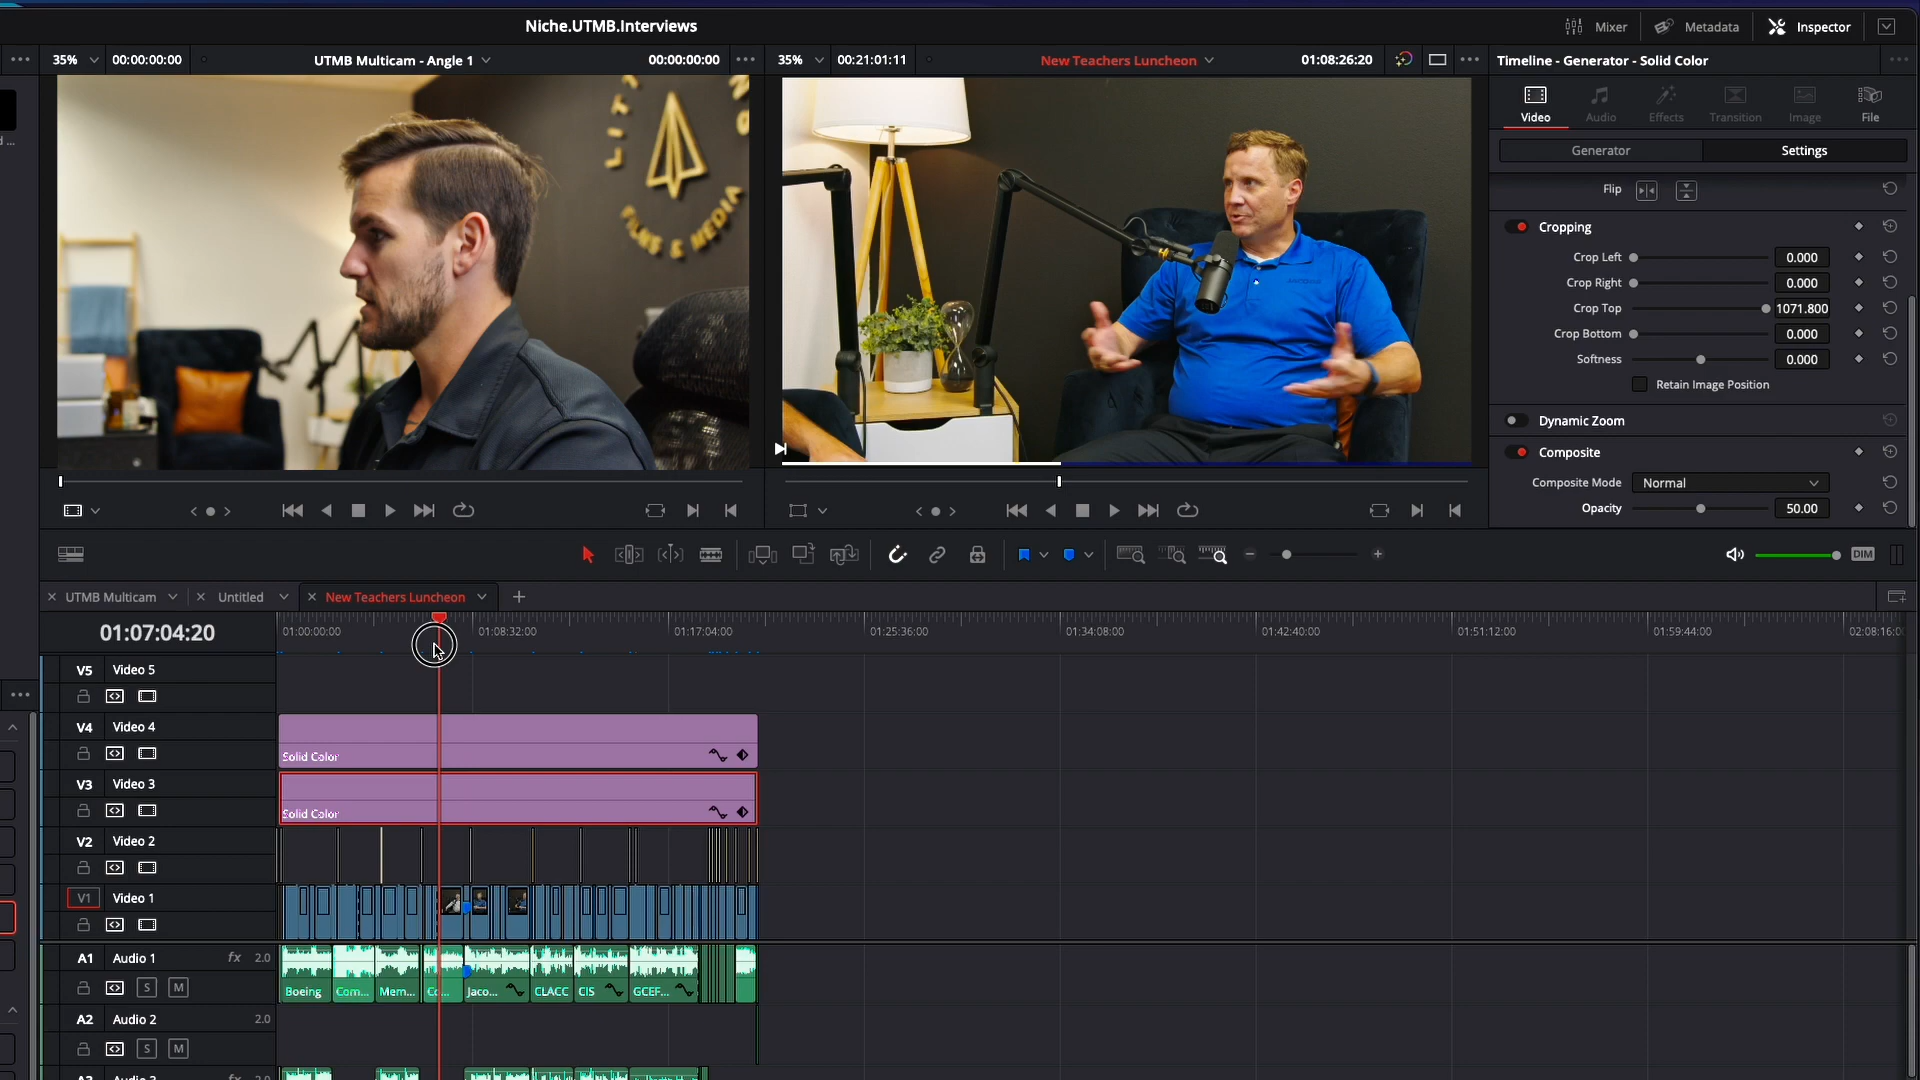 Niche.UTMB.Interviews
Mixer
Metadata
Inspector
35%
00:00:00:00
UTMB Multicam - Angle 1
00:00:00:00
35%
00:21:01:11
New Teachers Luncheon
01:08:26:20
Timeline - Generator - Solid Color
Video
Audio
Effects
Transition
Image
File
Generator
Settings
Flip
Cropping
Crop Left
0.000
Crop Right
0.000
Crop Top
1071.800
Crop Bottom
0.000
Softness
0.000
Retain Image Position
Dynamic Zoom
Composite
Composite Mode
Normal
Opacity
50.00
FILMS & MEDIA
DIM
UTMB Multicam
Untitled
New Teachers Luncheon
01:07:04:20
01:00:00:00
01:08:32:00
01:17:04:00
01:25:36:00
01:34:08:00
01:42:40:00
01:51:12:00
01:59:44:00
02:08:16:0
V5
Video 5
V4
Video 4
Solid Color
V3
Video 3
Solid Color
V2
Video 2
V1
Video 1
A1
Audio 1
fx
2.0
S
M
Boeing
Com...
Mem...
Co...
Jaco...
CLACC
CIS
GCEF...
A2
Audio 2
2.0
S
M